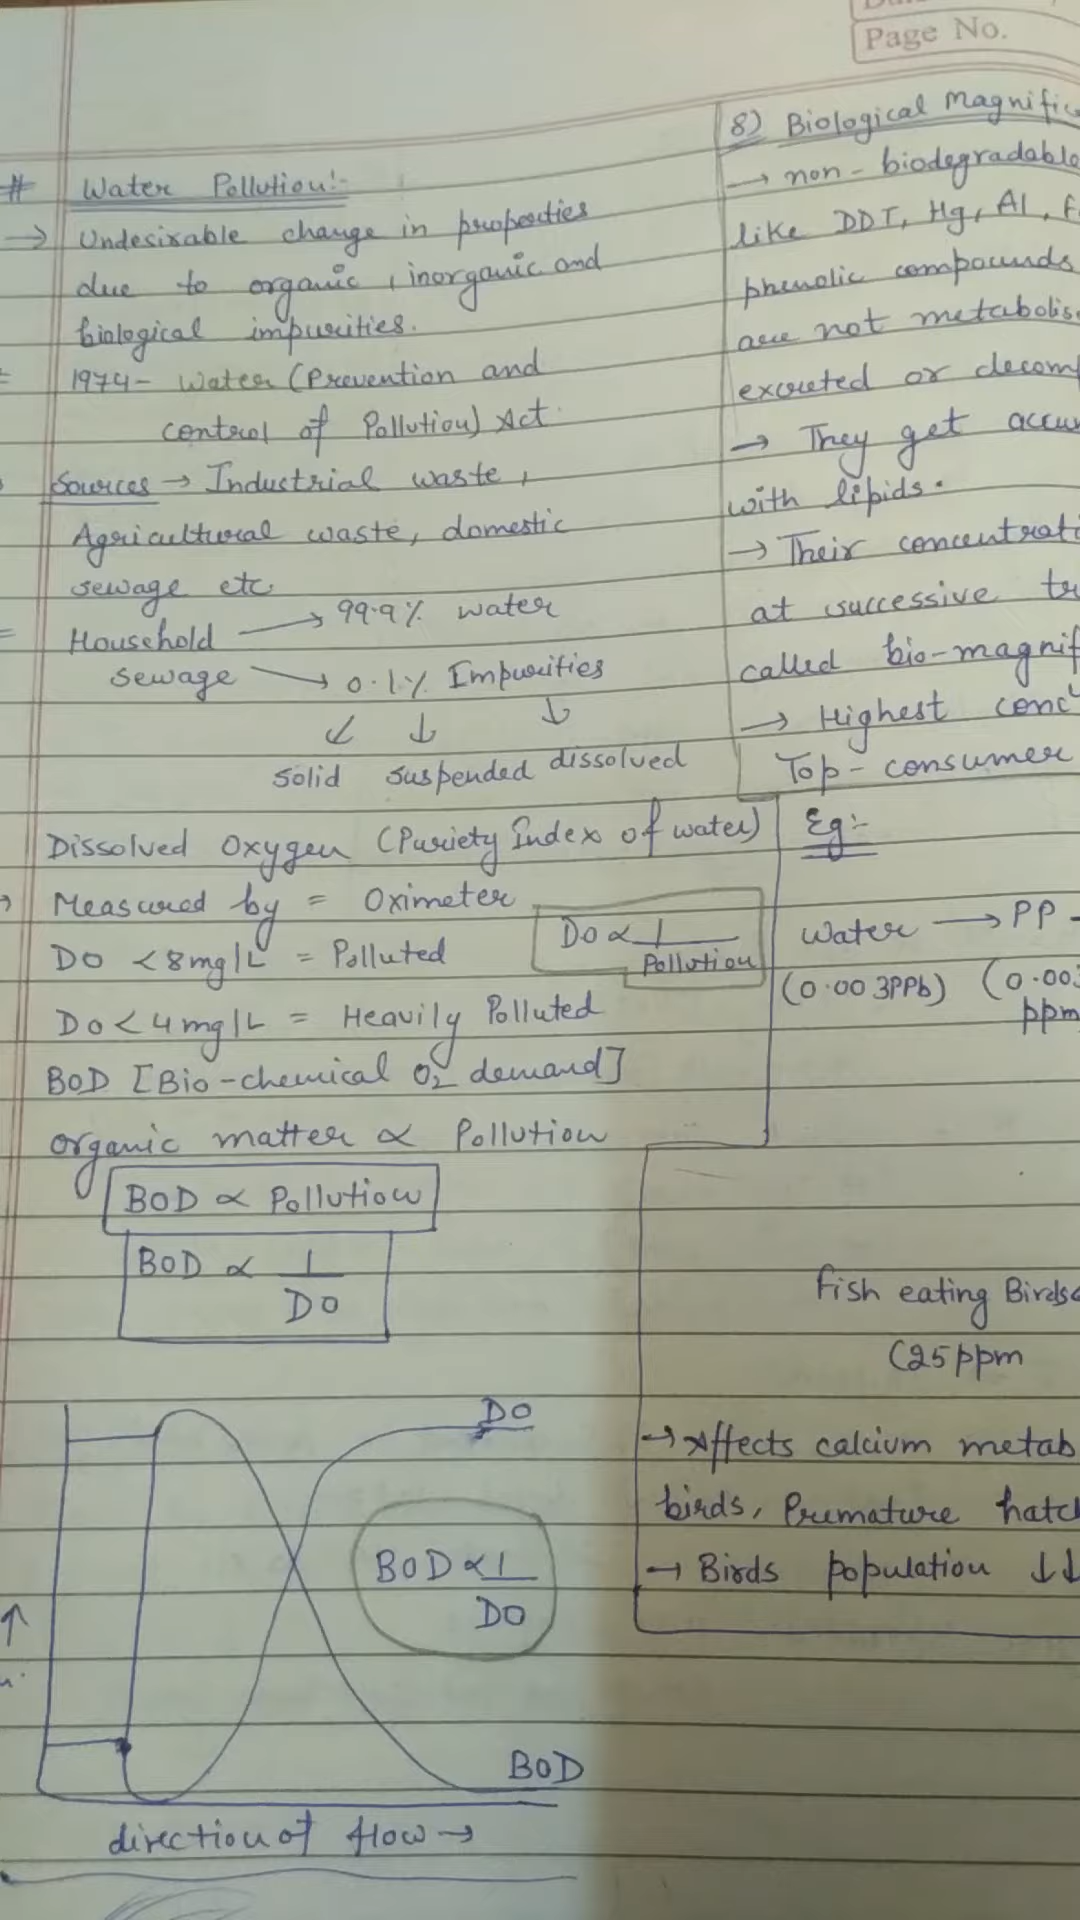 Page No.
# Water Pollution:-
→ Undesirable change in properties
due to organic, inorganic and
biological impurities.
1974- Water (Prevention and
control of Pollution) Act.
Sources → Industrial waste,
Agricultural waste, domestic
sewage etc.
Household → 99.9% water
sewage → 0.1% Impurities
↙ ↓ ↓
solid suspended dissolved
Dissolved Oxygen (Puriety Index of water)
→ Measured by = Oximeter
DO <8mg/L = Polluted
DO ∝ 1
Pollution
DO<4mg/L = Heavily Polluted
BOD [Bio-chemical O2 demand]
organic matter ∝ Pollution
BOD ∝ Pollution
BOD ∝ 1
DO
DO
BOD ∝ 1
DO
BOD
direction of flow →
8) Biological Magnific
→ non-biodegradable
like DDT, Hg, Al, F
phenolic compounds
are not metabolis
excreted or decom
→ They get accu
with lipids.
→ Their concentrati
at successive tr
called bio-magnif
→ Highest conc
Top-consumer
Eg:-
Water → PP
(0.003PPb) (0.00
ppm
fish eating Birds
(25ppm
→ Affects calcium metab
birds, Premature hatc
→ Birds population ↓↓